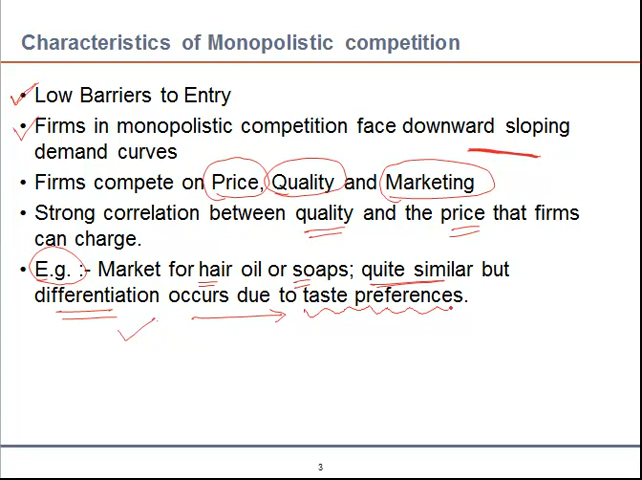 Characteristics of Monopolistic competition
• Low Barriers to Entry
• Firms in monopolistic competition face downward sloping
demand curves
• Firms compete on Price, Quality and Marketing
• Strong correlation between quality and the price that firms
can charge.
• E.g. :- Market for hair oil or soaps; quite similar but
differentiation occurs due to taste preferences.
3